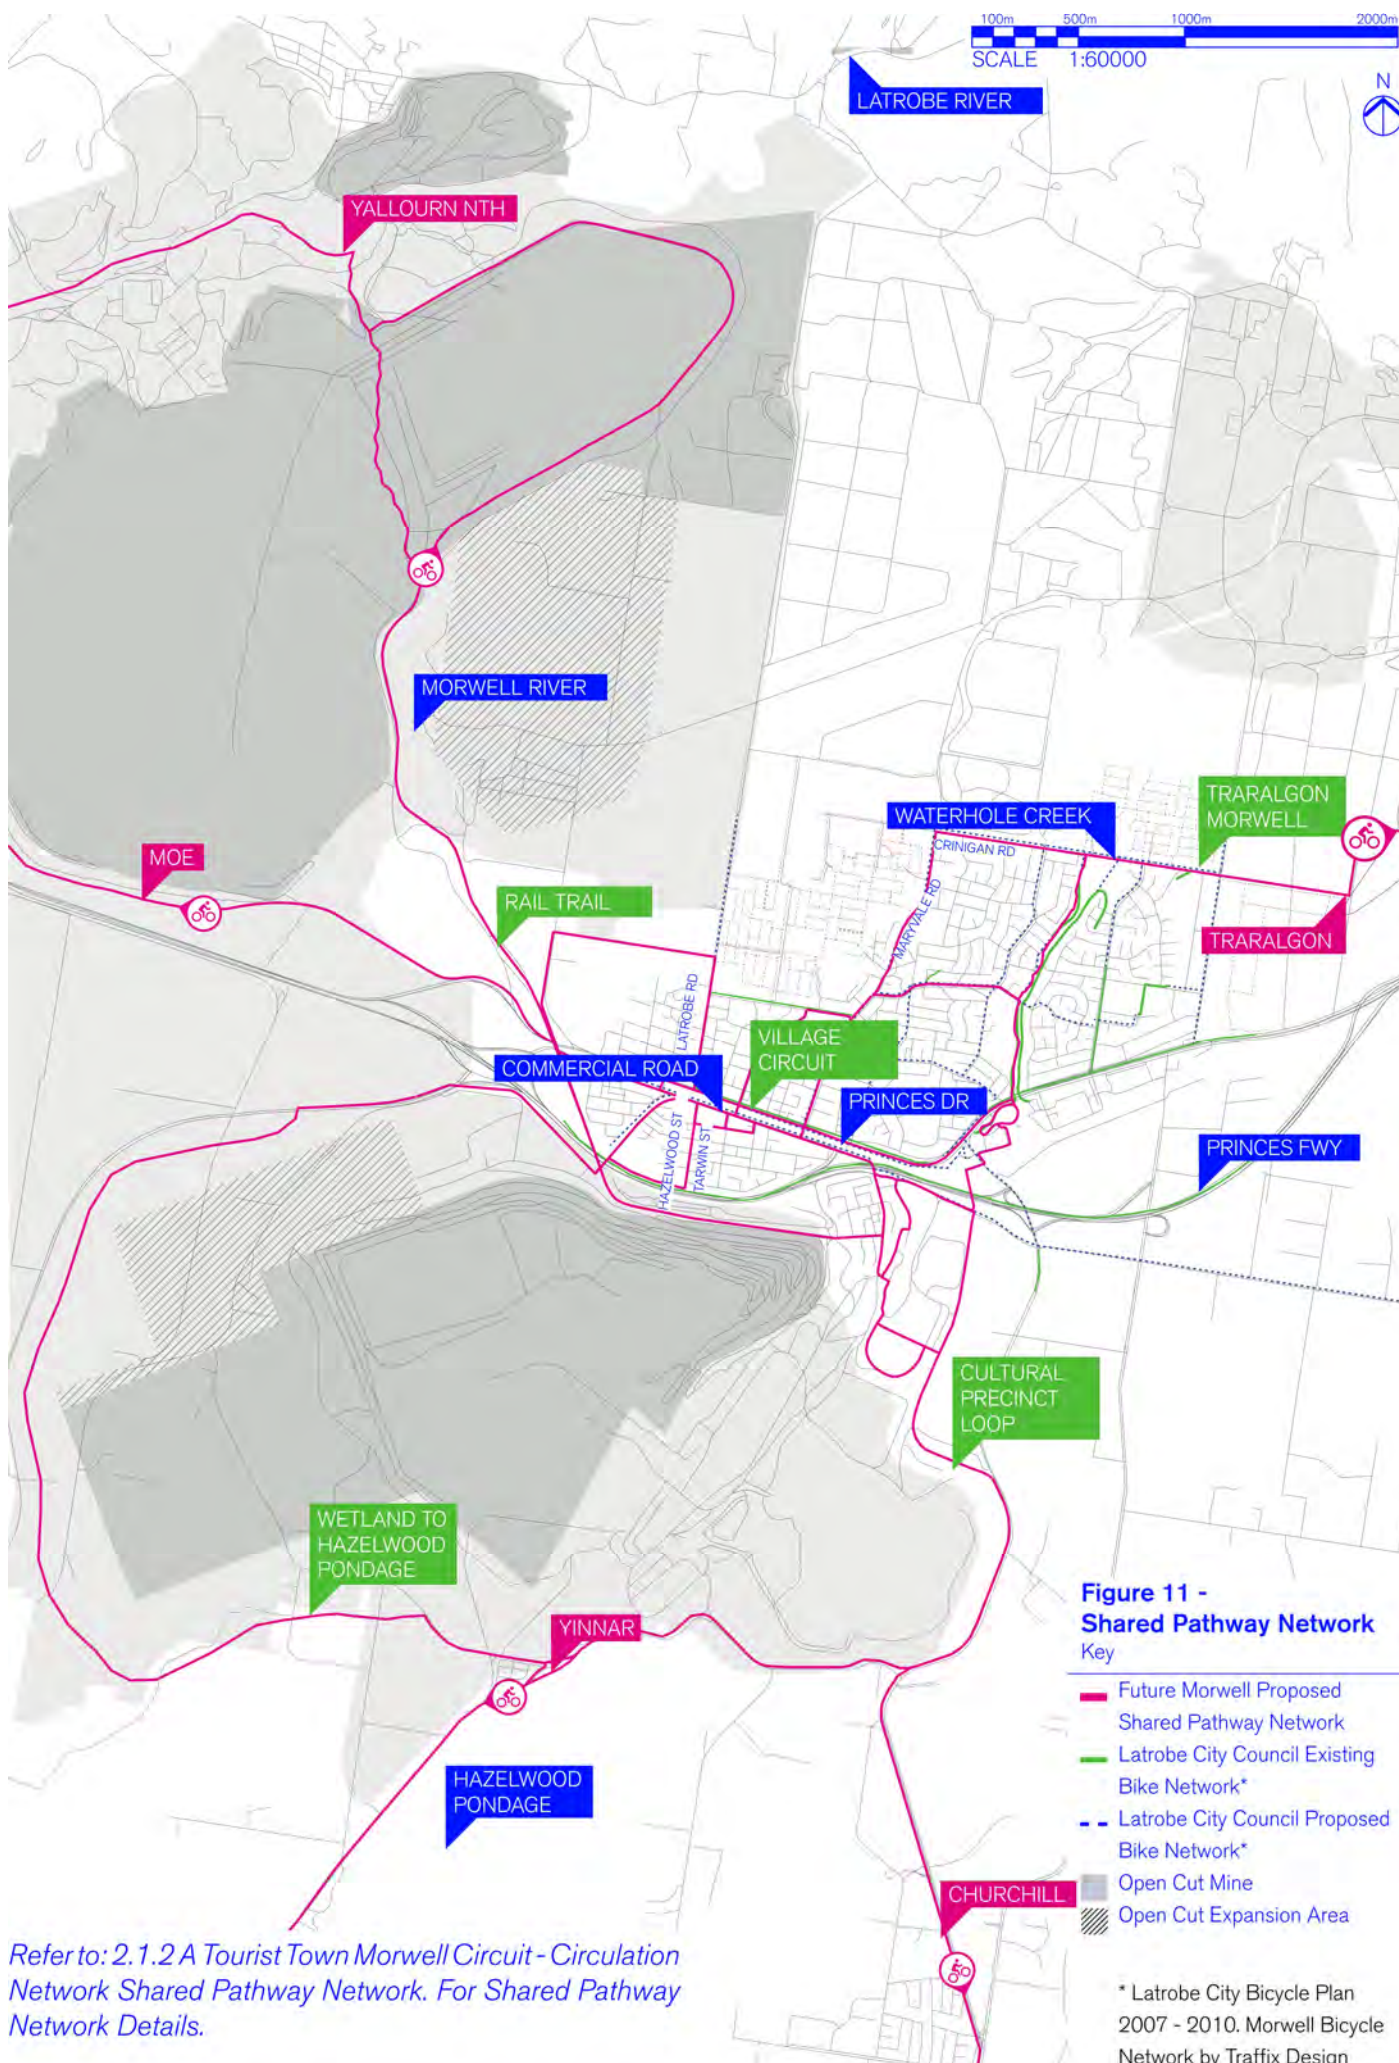 100m 500m 1000m 2000m
SCALE 1:60000
N
LATROBE RIVER
YALLOURN NTH
MORWELL RIVER
WATERHOLE CREEK
TRARALGON
MORWELL
CRINIGAN RD
MOE
RAIL TRAIL
MARYVALE RD
TRARALGON
LATROBE RD
VILLAGE
CIRCUIT
COMMERCIAL ROAD
PRINCES DR
HAZELWOOD ST
TARWIN ST
PRINCES FWY
CULTURAL
PRECINCT
LOOP
WETLAND TO
HAZELWOOD
PONDAGE
YINNAR
HAZELWOOD
PONDAGE
CHURCHILL
Figure 11 -
Shared Pathway Network
Key
Future Morwell Proposed
Shared Pathway Network
Latrobe City Council Existing
Bike Network*
Latrobe City Council Proposed
Bike Network*
Open Cut Mine
Open Cut Expansion Area
* Latrobe City Bicycle Plan
2007 - 2010. Morwell Bicycle
Network by Traffix Design
Refer to: 2.1.2 A Tourist Town Morwell Circuit - Circulation
Network Shared Pathway Network. For Shared Pathway
Network Details.